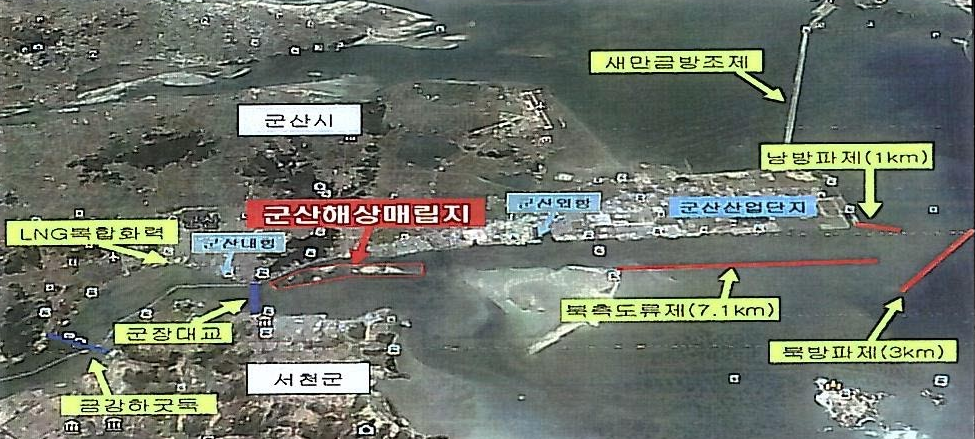 새만금방조제
군산시
남방파제(1km)
군산해상매립지
군산외항
군산산업단지
LNG복합화력
군산내항
군장대교
북측도류제(7.1km)
북방파제(3km)
서천군
금강하굿둑